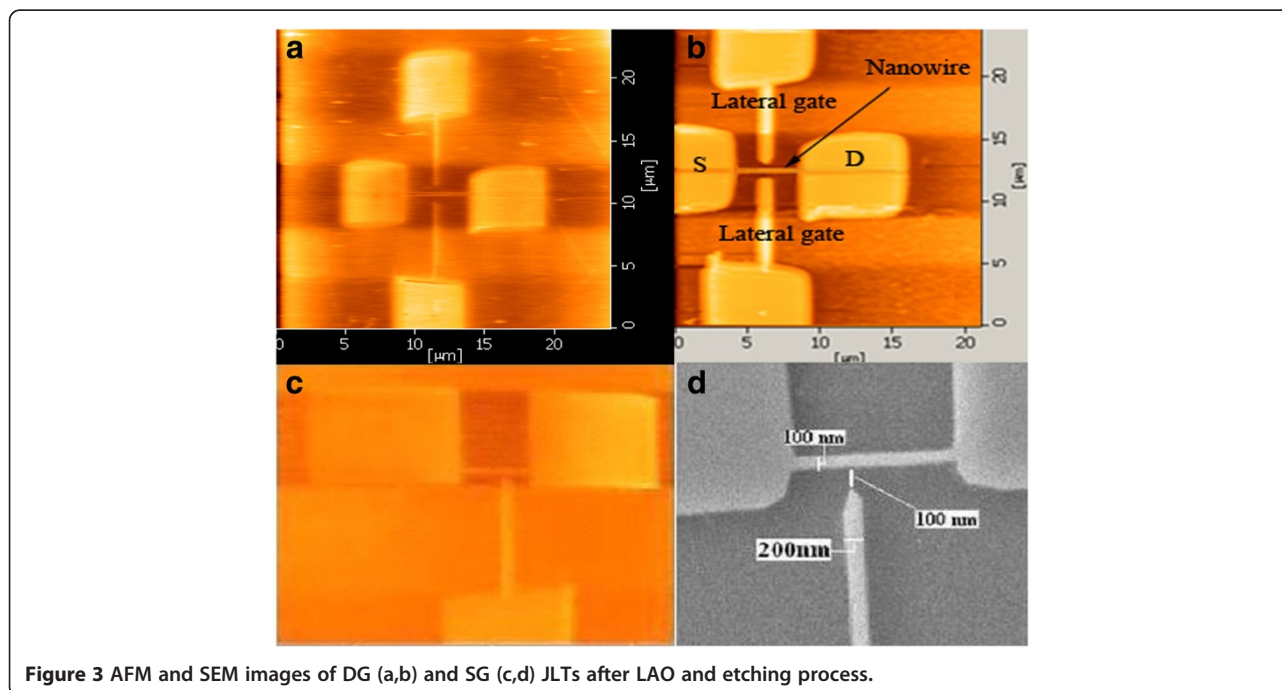 a
20
15
10
5
0
[µm]
0
5
10
15
20
[µm]
b
Nanowire
Lateral gate
S
D
Lateral gate
20
15
10
5
0
[µm]
0
5
10
15
20
[µm]
c
d
100 nm
100 nm
200nm
Figure 3 AFM and SEM images of DG (a,b) and SG (c,d) JLTs after LAO and etching process.